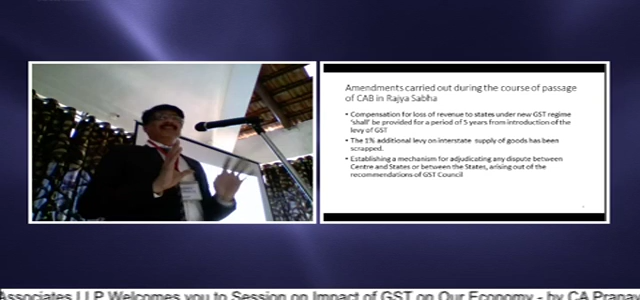 Amendments carried out during the course of passage
of CAB in Rajya Sabha
• Compensation for loss of revenue to states under new GST regime
'shall' be provided for a period of 5 years from introduction of the
levy of GST
• The 1% additional levy on interstate supply of goods has been
scrapped.
• Establishing a mechanism for adjudicating any dispute between
Centre and States or between the States, arising out of the
recommendations of GST Council
Associates LLP Welcomes you to Session on Impact of GST on Our Economy - by CA Pranav